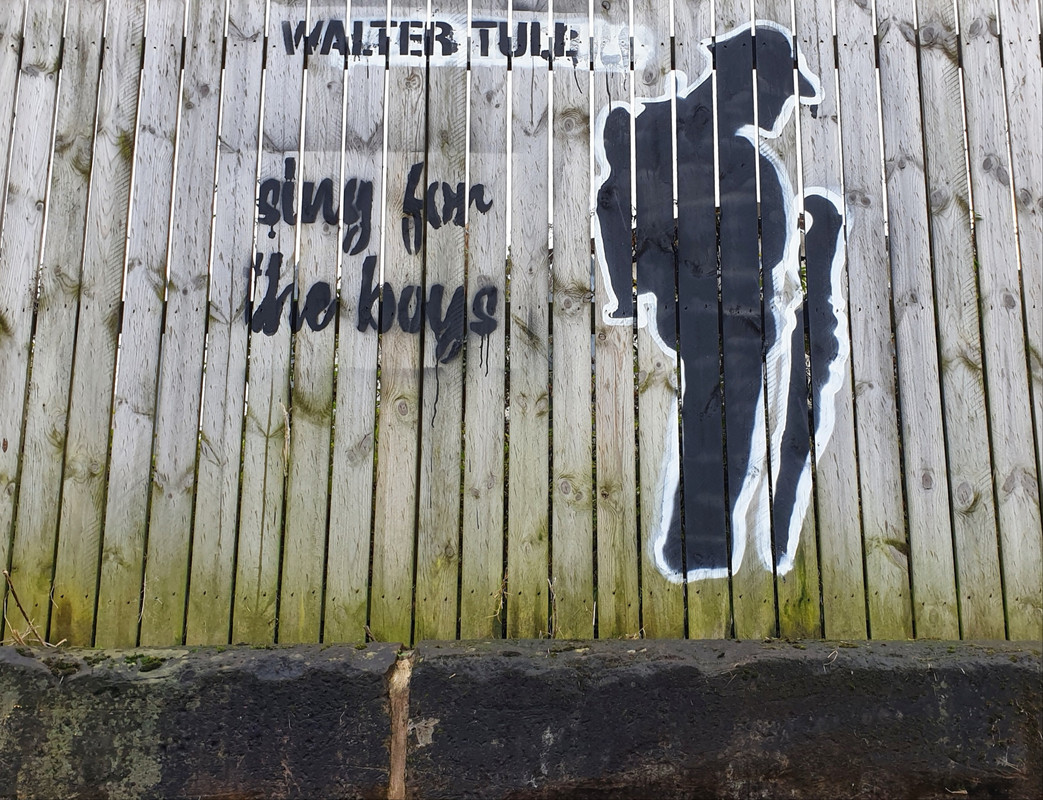 WALTER TULL
sing for
the boys